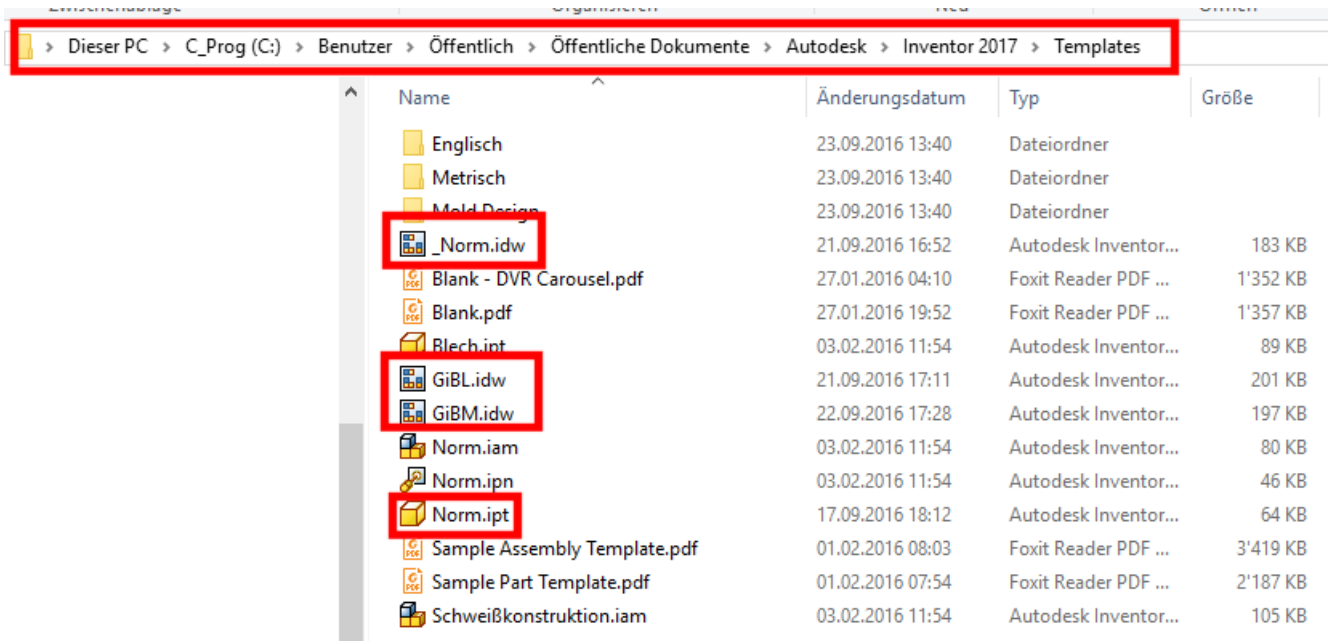 Zwischenablage Organisieren Neu Öffnen
Dieser PC > C_Prog (C:) > Benutzer > Öffentlich > Öffentliche Dokumente > Autodesk > Inventor 2017 > Templates
Name Änderungsdatum Typ Größe
Englisch 23.09.2016 13:40 Dateiordner
Metrisch 23.09.2016 13:40 Dateiordner
Mold Design 23.09.2016 13:40 Dateiordner
_Norm.idw 21.09.2016 16:52 Autodesk Inventor... 183 KB
Blank - DVR Carousel.pdf 27.01.2016 04:10 Foxit Reader PDF ... 1'352 KB
Blank.pdf 27.01.2016 19:52 Foxit Reader PDF ... 1'357 KB
Blech.ipt 03.02.2016 11:54 Autodesk Inventor... 89 KB
GiBL.idw 21.09.2016 17:11 Autodesk Inventor... 201 KB
GiBM.idw 22.09.2016 17:28 Autodesk Inventor... 197 KB
Norm.iam 03.02.2016 11:54 Autodesk Inventor... 80 KB
Norm.ipn 03.02.2016 11:54 Autodesk Inventor... 46 KB
Norm.ipt 17.09.2016 18:12 Autodesk Inventor... 64 KB
Sample Assembly Template.pdf 01.02.2016 08:03 Foxit Reader PDF ... 3'419 KB
Sample Part Template.pdf 01.02.2016 07:54 Foxit Reader PDF ... 2'187 KB
Schweißkonstruktion.iam 03.02.2016 11:54 Autodesk Inventor... 105 KB